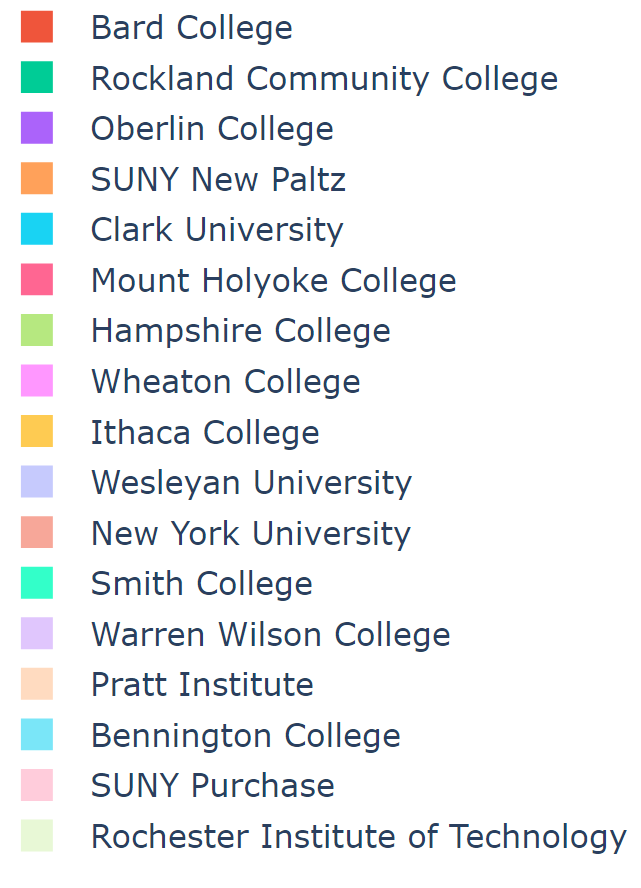 Bard College
Rockland Community College
Oberlin College
SUNY New Paltz
Clark University
Mount Holyoke College
Hampshire College
Wheaton College
Ithaca College
Wesleyan University
New York University
Smith College
Warren Wilson College
Pratt Institute
Bennington College
SUNY Purchase
Rochester Institute of Technology